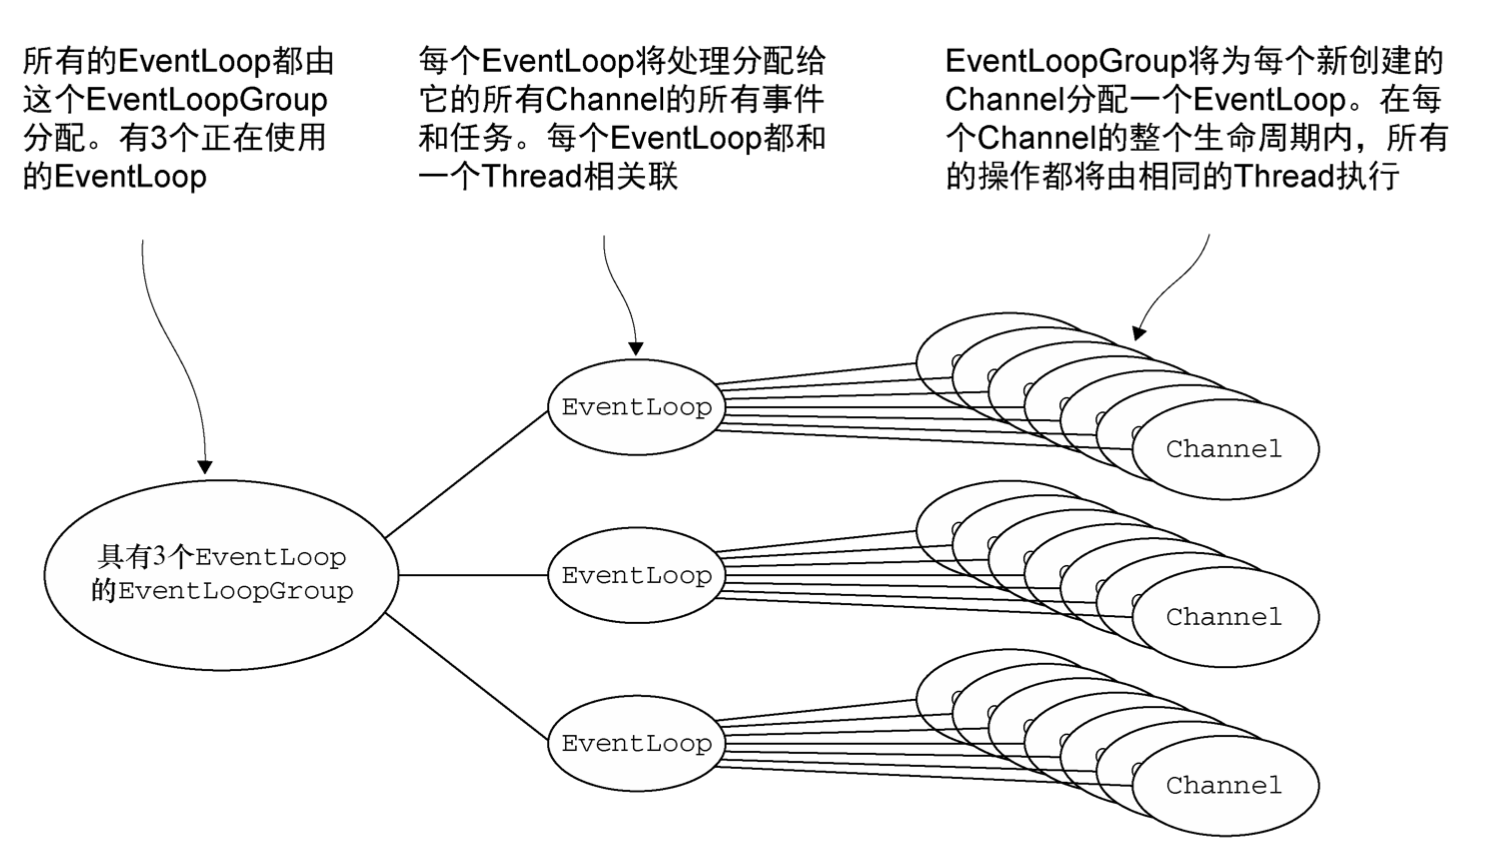 所有的EventLoop都由
这个EventLoopGroup
分配。有3个正在使用
的EventLoop
每个EventLoop将处理分配给
它的所有Channel的所有事件
和任务。每个EventLoop都和
一个Thread相关联
EventLoopGroup将为每个新创建的
Channel分配一个EventLoop。在每
个Channel的整个生命周期内，所有
的操作都将由相同的Thread执行
具有3个EventLoop
的EventLoopGroup
EventLoop
Channel
EventLoop
Channel
EventLoop
Channel